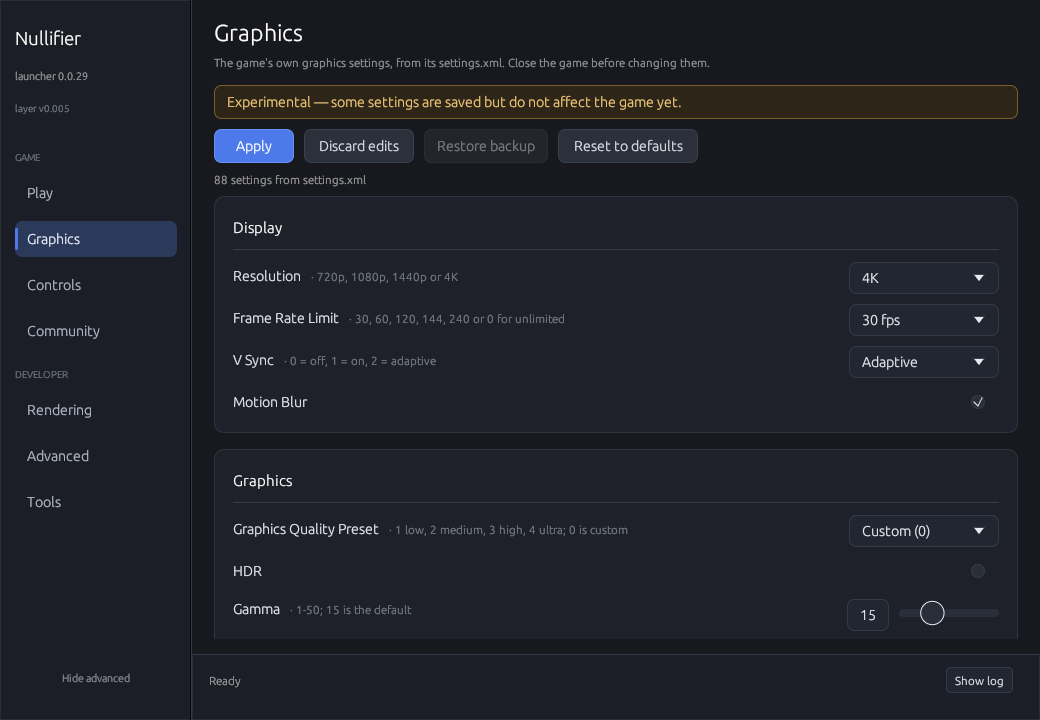 Nullifier
launcher 0.0.29
layer v0.005
GAME
Play
Graphics
Controls
Community
DEVELOPER
Rendering
Advanced
Tools
Hide advanced
Graphics
The game's own graphics settings, from its settings.xml. Close the game before changing them.
Experimental — some settings are saved but do not affect the game yet.
Apply Discard edits Restore backup Reset to defaults
88 settings from settings.xml
Display
Resolution · 720p, 1080p, 1440p or 4K 4K
Frame Rate Limit · 30, 60, 120, 144, 240 or 0 for unlimited 30 fps
V Sync · 0 = off, 1 = on, 2 = adaptive Adaptive
Motion Blur
Graphics
Graphics Quality Preset · 1 low, 2 medium, 3 high, 4 ultra; 0 is custom Custom (0)
HDR
Gamma · 1-50; 15 is the default 15
Ready Show log